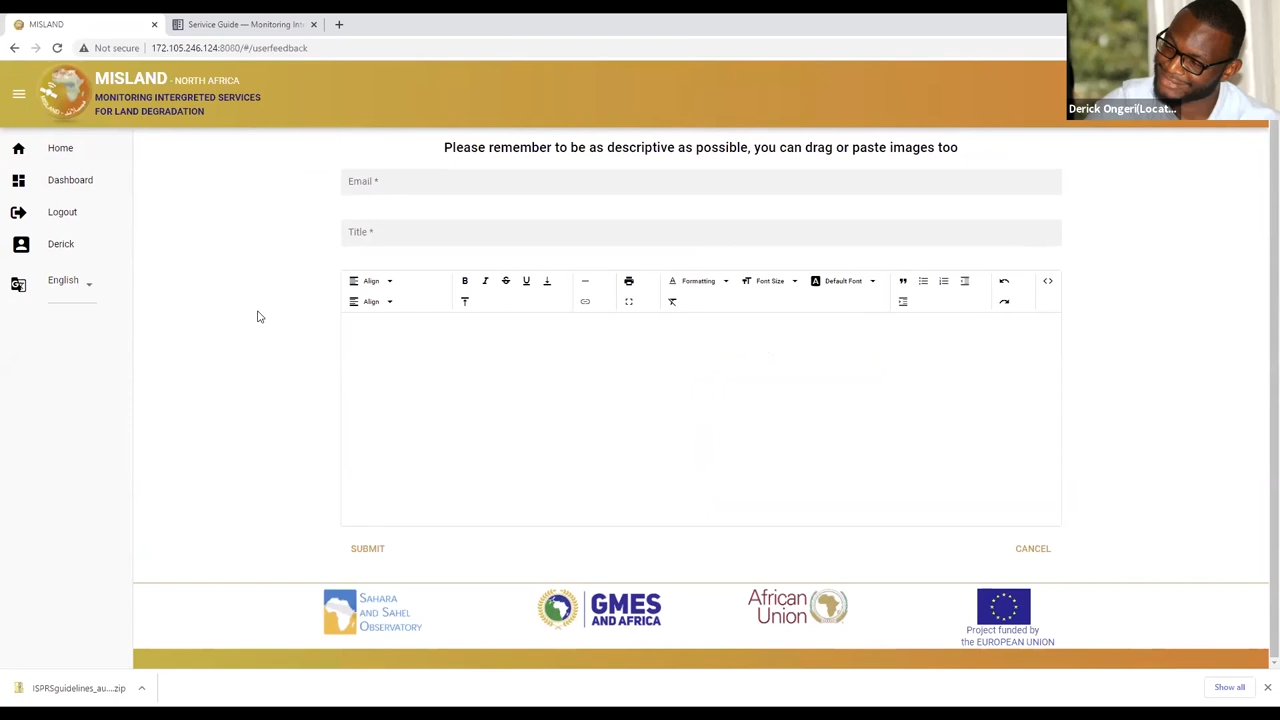 MISLAND
Serivice Guide — Monitoring Int
Not secure
172.105.246.124:8080/#/userfeedback
Derick Ongeri(Locat...
MISLAND - NORTH AFRICA
MONITORING INTERGRETED SERVICES
FOR LAND DEGRADATION
Home
Dashboard
Logout
Derick
English
Please remember to be as descriptive as possible, you can drag or paste images too
Email *
Title *
Align
B
I
S
U
A Formatting
TT Font Size
A Default Font
Align
SUBMIT
CANCEL
SAHARA
AND SAHEL
OBSERVATORY
GMES
AND AFRICA
African
Union
Project funded by
the EUROPEAN UNION
ISPRSguidelines_au....zip
Show all